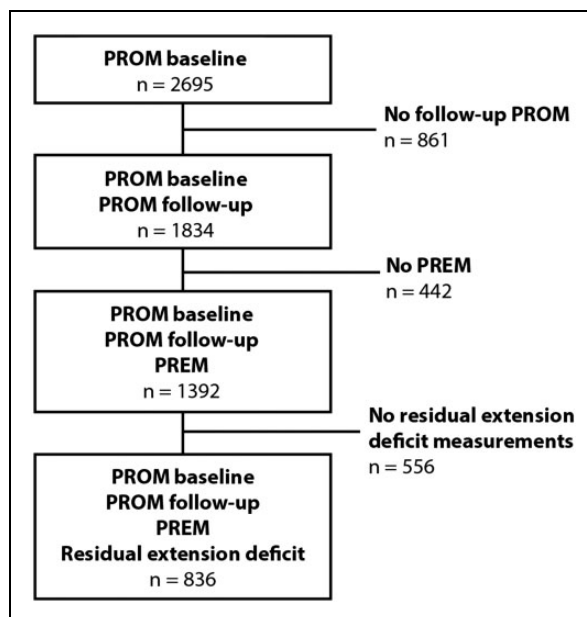 PROM baseline
n = 2695
No follow-up PROM
n = 861
PROM baseline
PROM follow-up
n = 1834
No PREM
n = 442
PROM baseline
PROM follow-up
PREM
n = 1392
No residual extension
deficit measurements
n = 556
PROM baseline
PROM follow-up
PREM
Residual extension deficit
n = 836